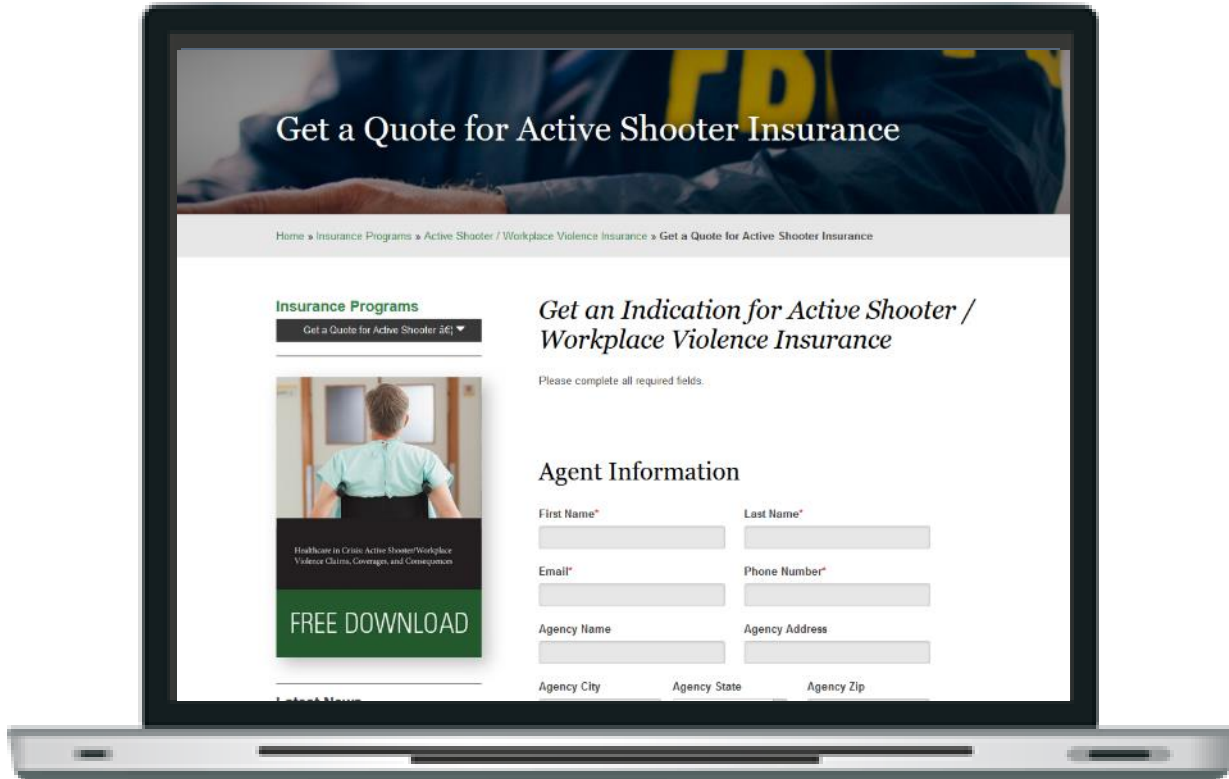 FBI
Get a Quote for Active Shooter Insurance
Home » Insurance Programs » Active Shooter / Workplace Violence Insurance » Get a Quote for Active Shooter Insurance
Insurance Programs
Get a Quote for Active Shooter â€¦
Healthcare in Crisis: Active Shooter/Workplace
Violence Claims, Coverages, and Consequences
FREE DOWNLOAD
Latest News
Get an Indication for Active Shooter /
Workplace Violence Insurance
Please complete all required fields.
Agent Information
First Name* Last Name*
Email* Phone Number*
Agency Name Agency Address
Agency City Agency State Agency Zip